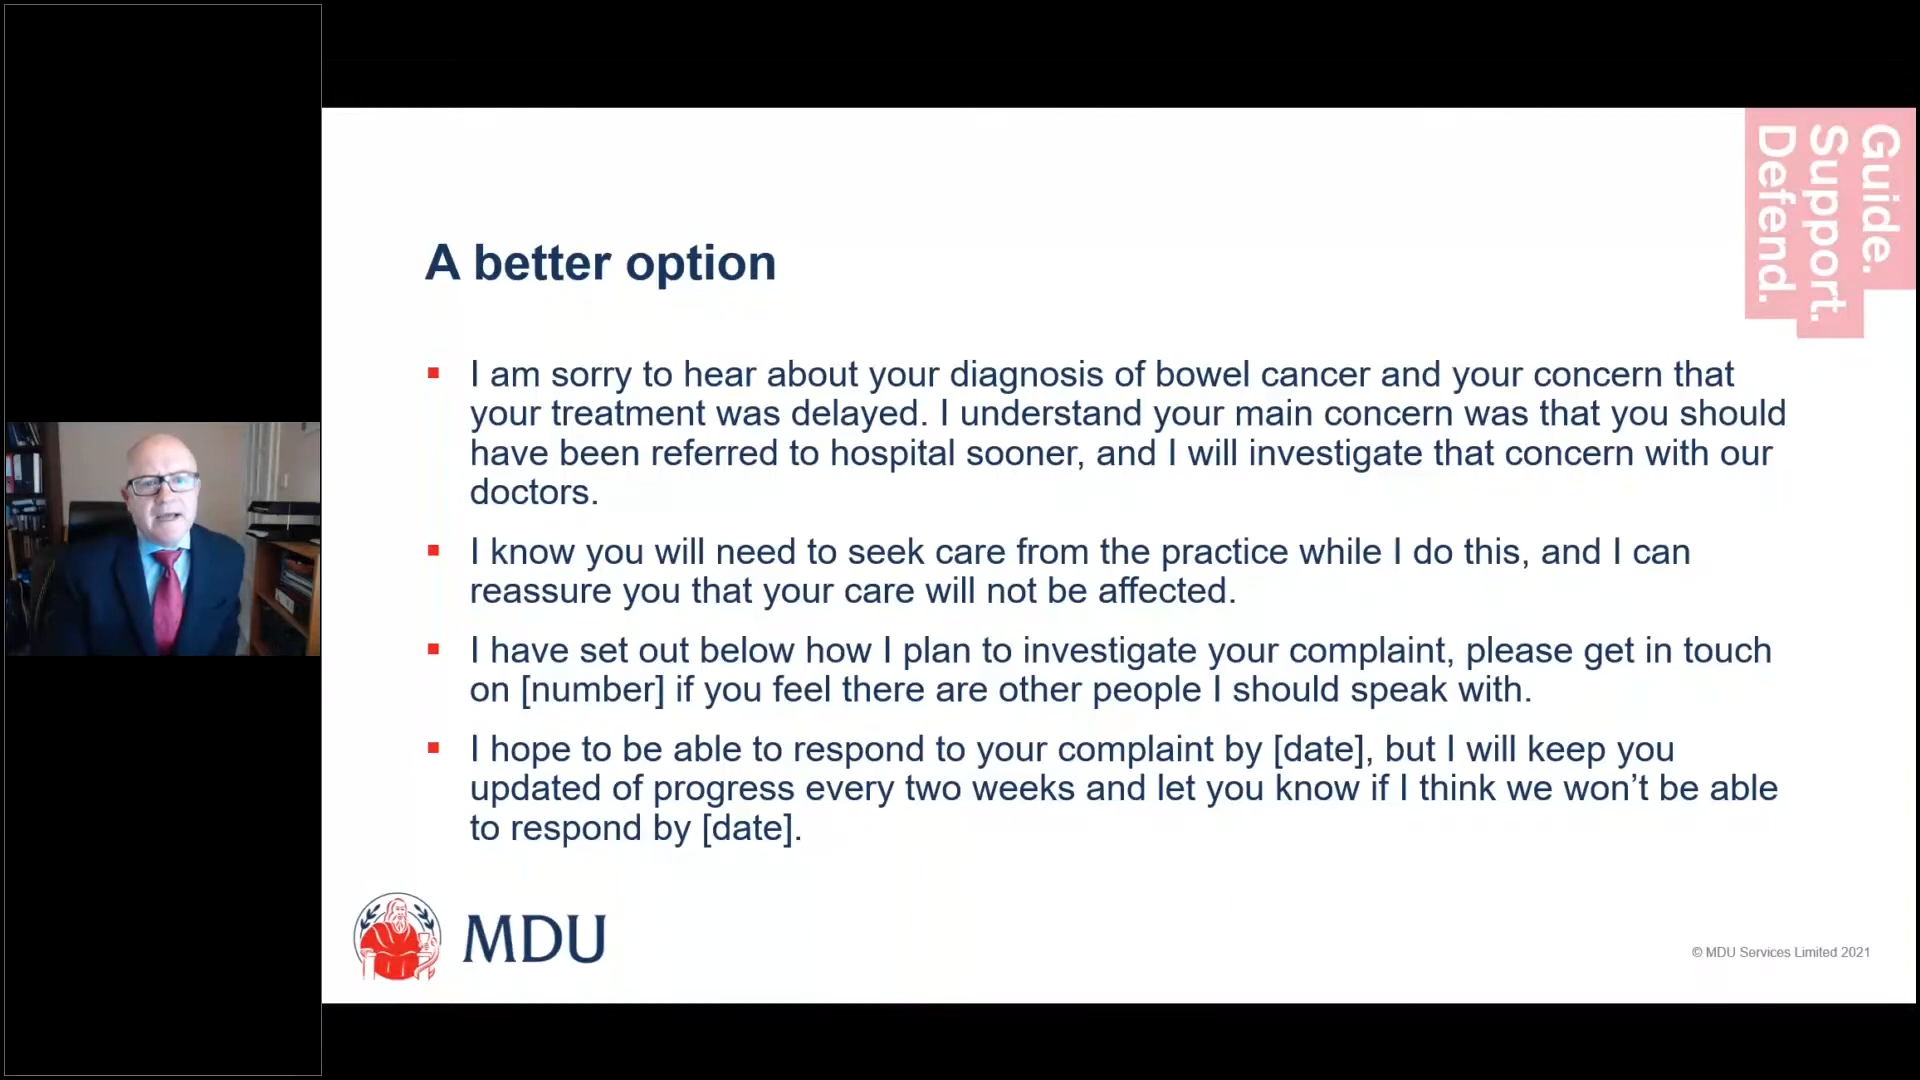 Guide.
Support.
Defend.
A better option
▪ I am sorry to hear about your diagnosis of bowel cancer and your concern that
your treatment was delayed. I understand your main concern was that you should
have been referred to hospital sooner, and I will investigate that concern with our
doctors.
▪ I know you will need to seek care from the practice while I do this, and I can
reassure you that your care will not be affected.
▪ I have set out below how I plan to investigate your complaint, please get in touch
on [number] if you feel there are other people I should speak with.
▪ I hope to be able to respond to your complaint by [date], but I will keep you
updated of progress every two weeks and let you know if I think we won’t be able
to respond by [date].
MDU
© MDU Services Limited 2021